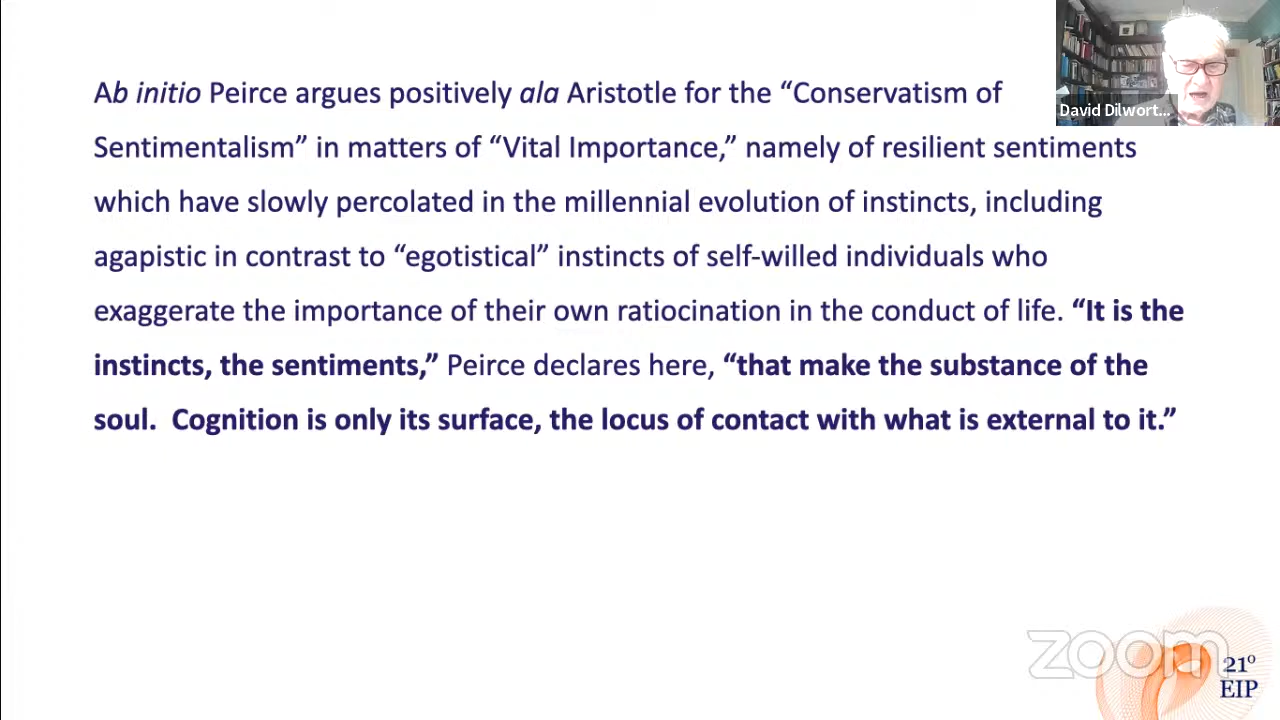 Ab initio Peirce argues positively ala Aristotle for the “Conservatism of
Sentimentalism” in matters of “Vital Importance,” namely of resilient sentiments
which have slowly percolated in the millennial evolution of instincts, including
agapistic in contrast to “egotistical” instincts of self-willed individuals who
exaggerate the importance of their own ratiocination in the conduct of life. “It is the
instincts, the sentiments,” Peirce declares here, “that make the substance of the
soul.  Cognition is only its surface, the locus of contact with what is external to it.”
David Dilwort...
zoom
21º
EIP